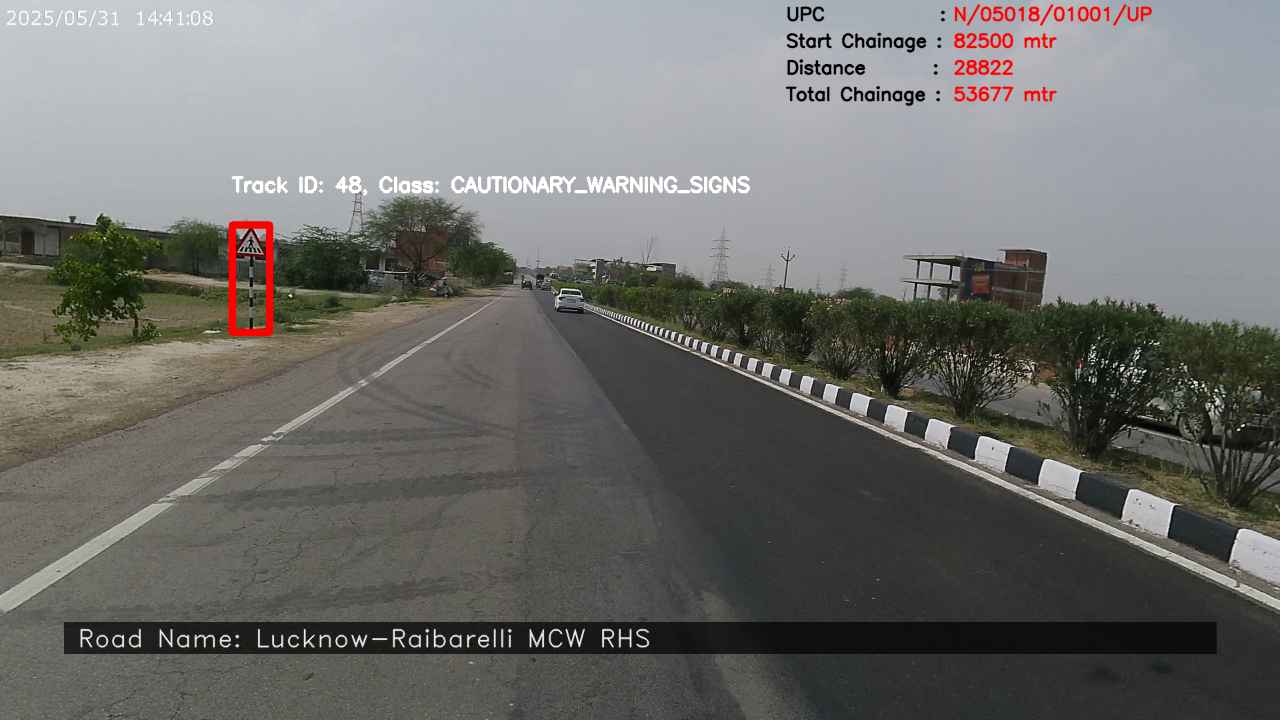 2025/05/31 14:41:08
UPC : N/05018/01001/UP
Start Chainage : 82500 mtr
Distance : 28822
Total Chainage : 53677 mtr
Track ID: 48, Class: CAUTIONARY_WARNING_SIGNS
Road Name: Lucknow-Raibarelli MCW RHS